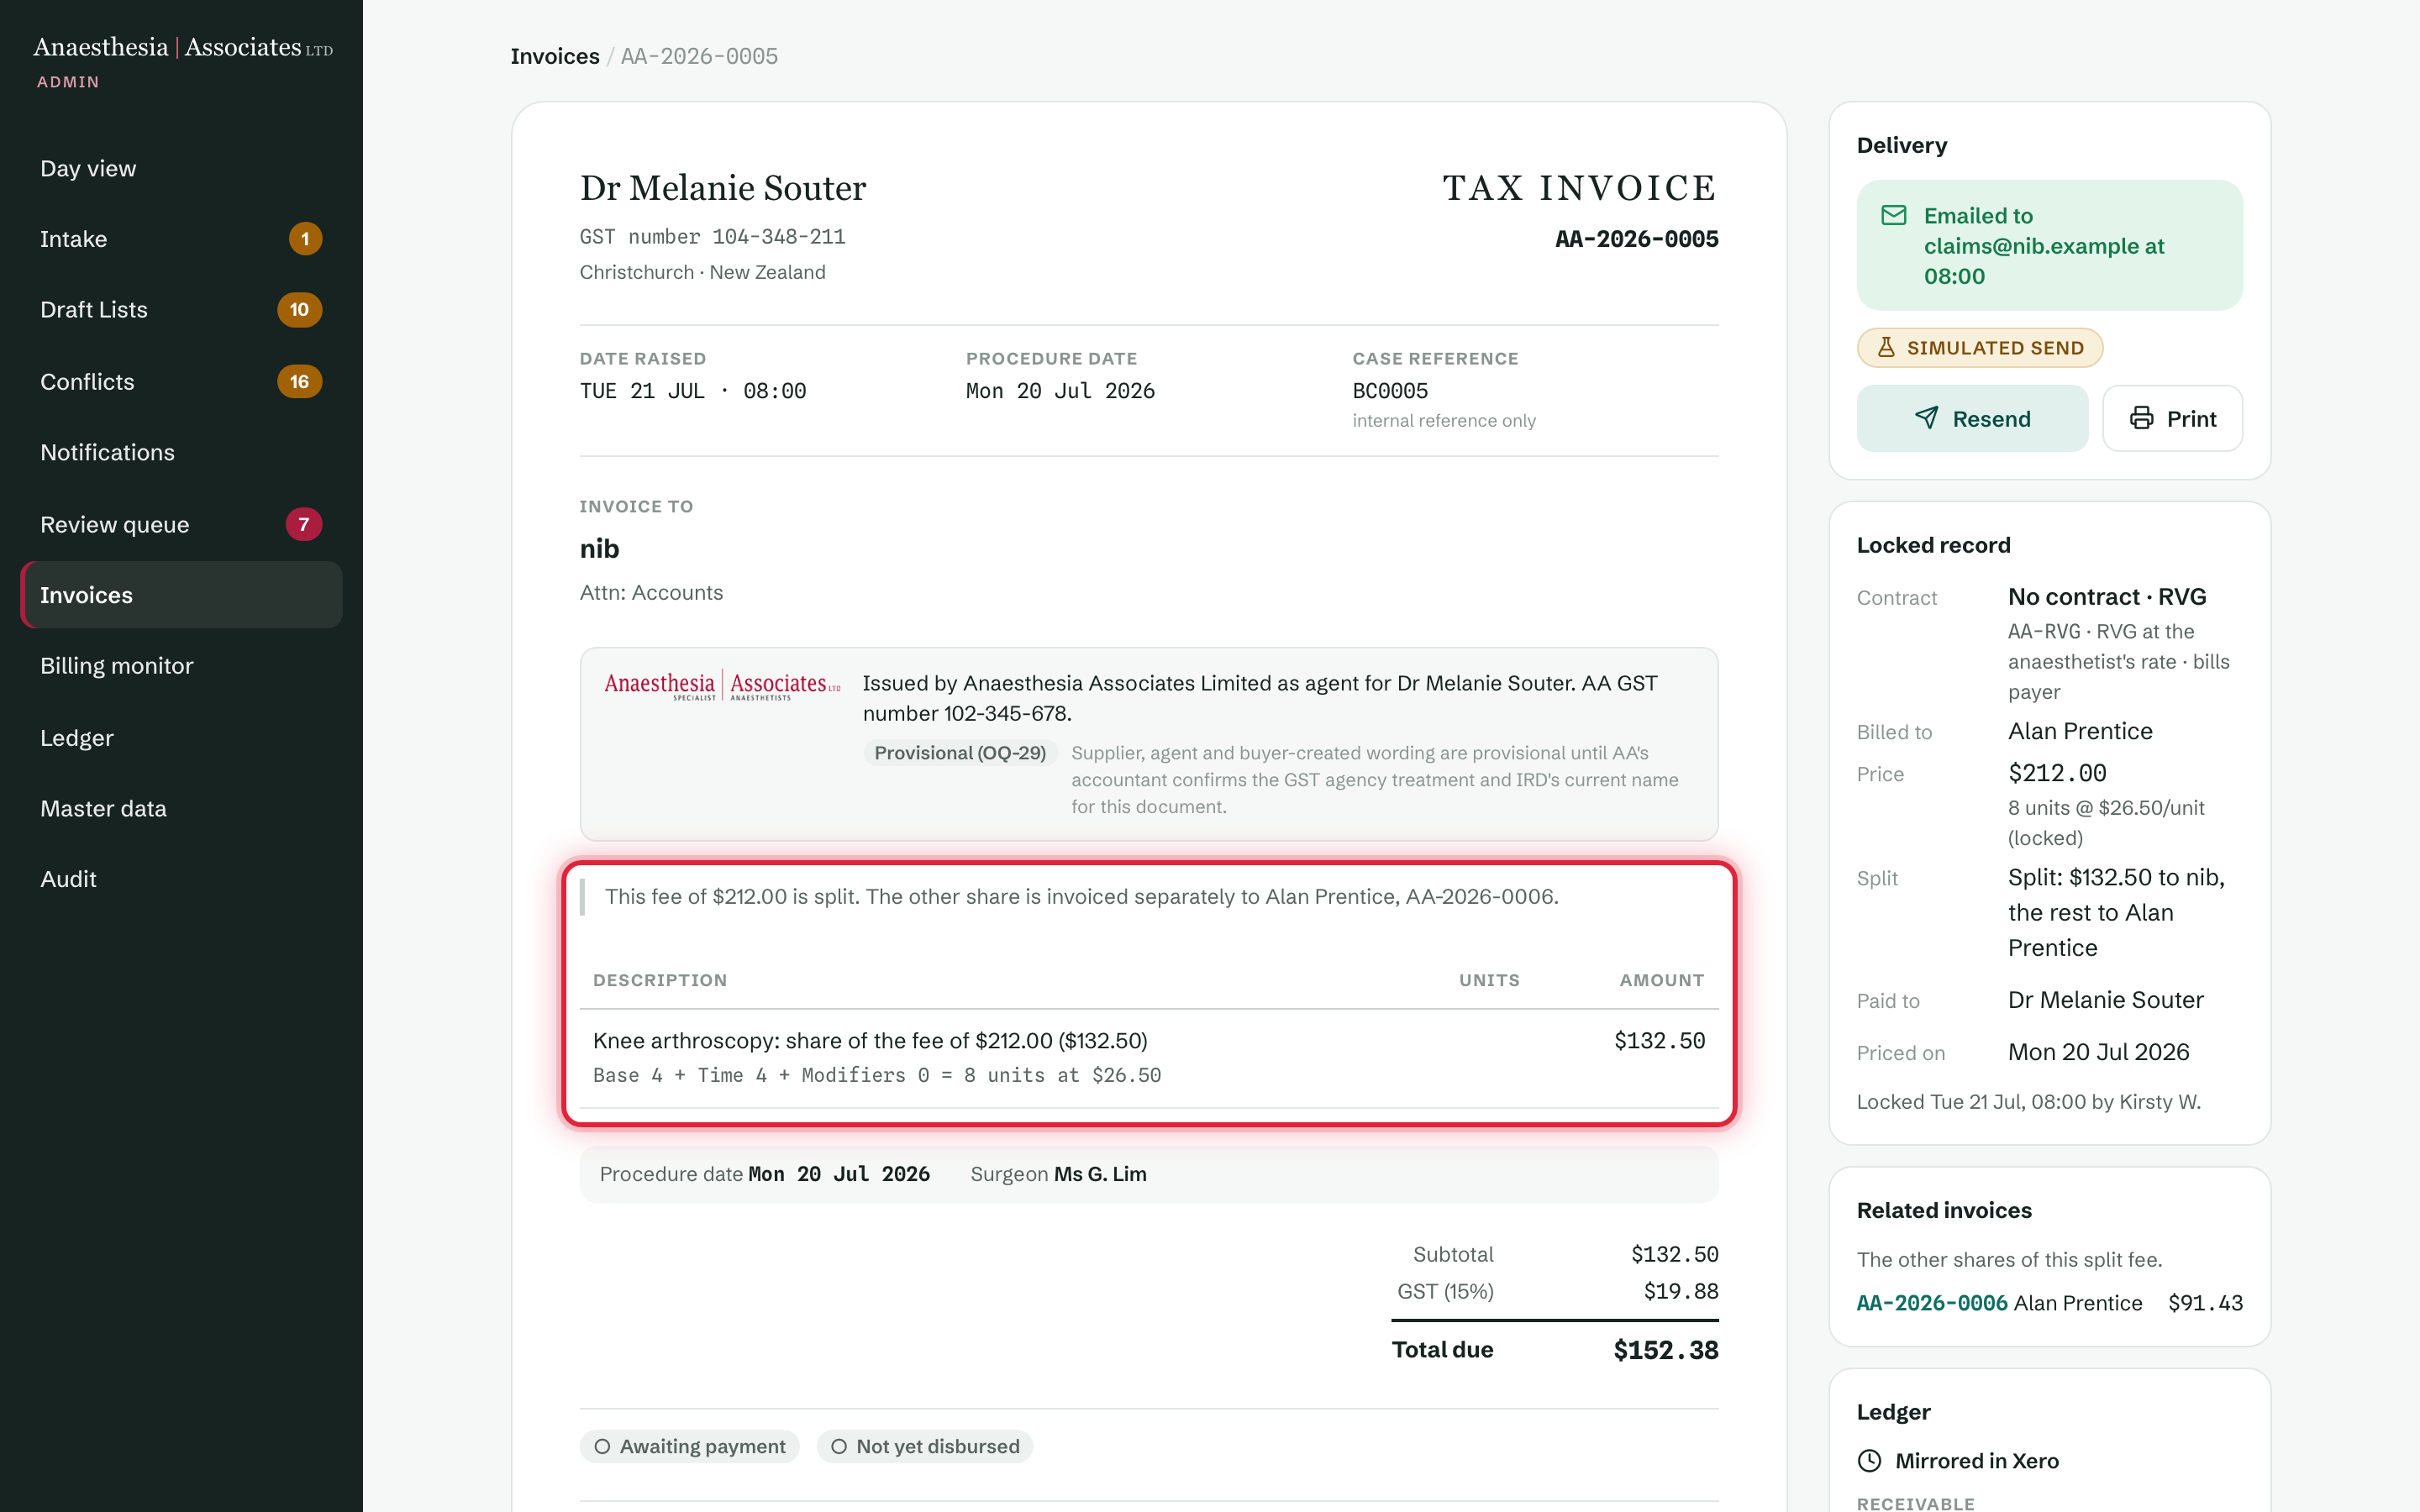 Anaesthesia | Associates LTD
ADMIN
Day view
Intake 1
Draft Lists 10
Conflicts 16
Notifications
Review queue 7
Invoices
Billing monitor
Ledger
Master data
Audit
Invoices / AA-2026-0005
Dr Melanie Souter
GST number 104-348-211
Christchurch · New Zealand
TAX INVOICE
AA-2026-0005
DATE RAISED
TUE 21 JUL · 08:00
PROCEDURE DATE
Mon 20 Jul 2026
CASE REFERENCE
BC0005
internal reference only
INVOICE TO
nib
Attn: Accounts
Anaesthesia | Associates LTD
SPECIALIST ANAESTHETISTS
Issued by Anaesthesia Associates Limited as agent for Dr Melanie Souter. AA GST
number 102-345-678.
Provisional (OQ-29)
Supplier, agent and buyer-created wording are provisional until AA's
accountant confirms the GST agency treatment and IRD's current name
for this document.
This fee of $212.00 is split. The other share is invoiced separately to Alan Prentice, AA-2026-0006.
DESCRIPTION UNITS AMOUNT
Knee arthroscopy: share of the fee of $212.00 ($132.50) $132.50
Base 4 + Time 4 + Modifiers 0 = 8 units at $26.50
Procedure date Mon 20 Jul 2026 Surgeon Ms G. Lim
Subtotal $132.50
GST (15%) $19.88
Total due $152.38
Awaiting payment Not yet disbursed
Delivery
Emailed to
claims@nib.example at
08:00
SIMULATED SEND
Resend Print
Locked record
Contract No contract · RVG
AA-RVG · RVG at the
anaesthetist's rate · bills
payer
Billed to Alan Prentice
Price $212.00
8 units @ $26.50/unit
(locked)
Split Split: $132.50 to nib,
the rest to Alan
Prentice
Paid to Dr Melanie Souter
Priced on Mon 20 Jul 2026
Locked Tue 21 Jul, 08:00 by Kirsty W.
Related invoices
The other shares of this split fee.
AA-2026-0006 Alan Prentice $91.43
Ledger
Mirrored in Xero
RECEIVABLE